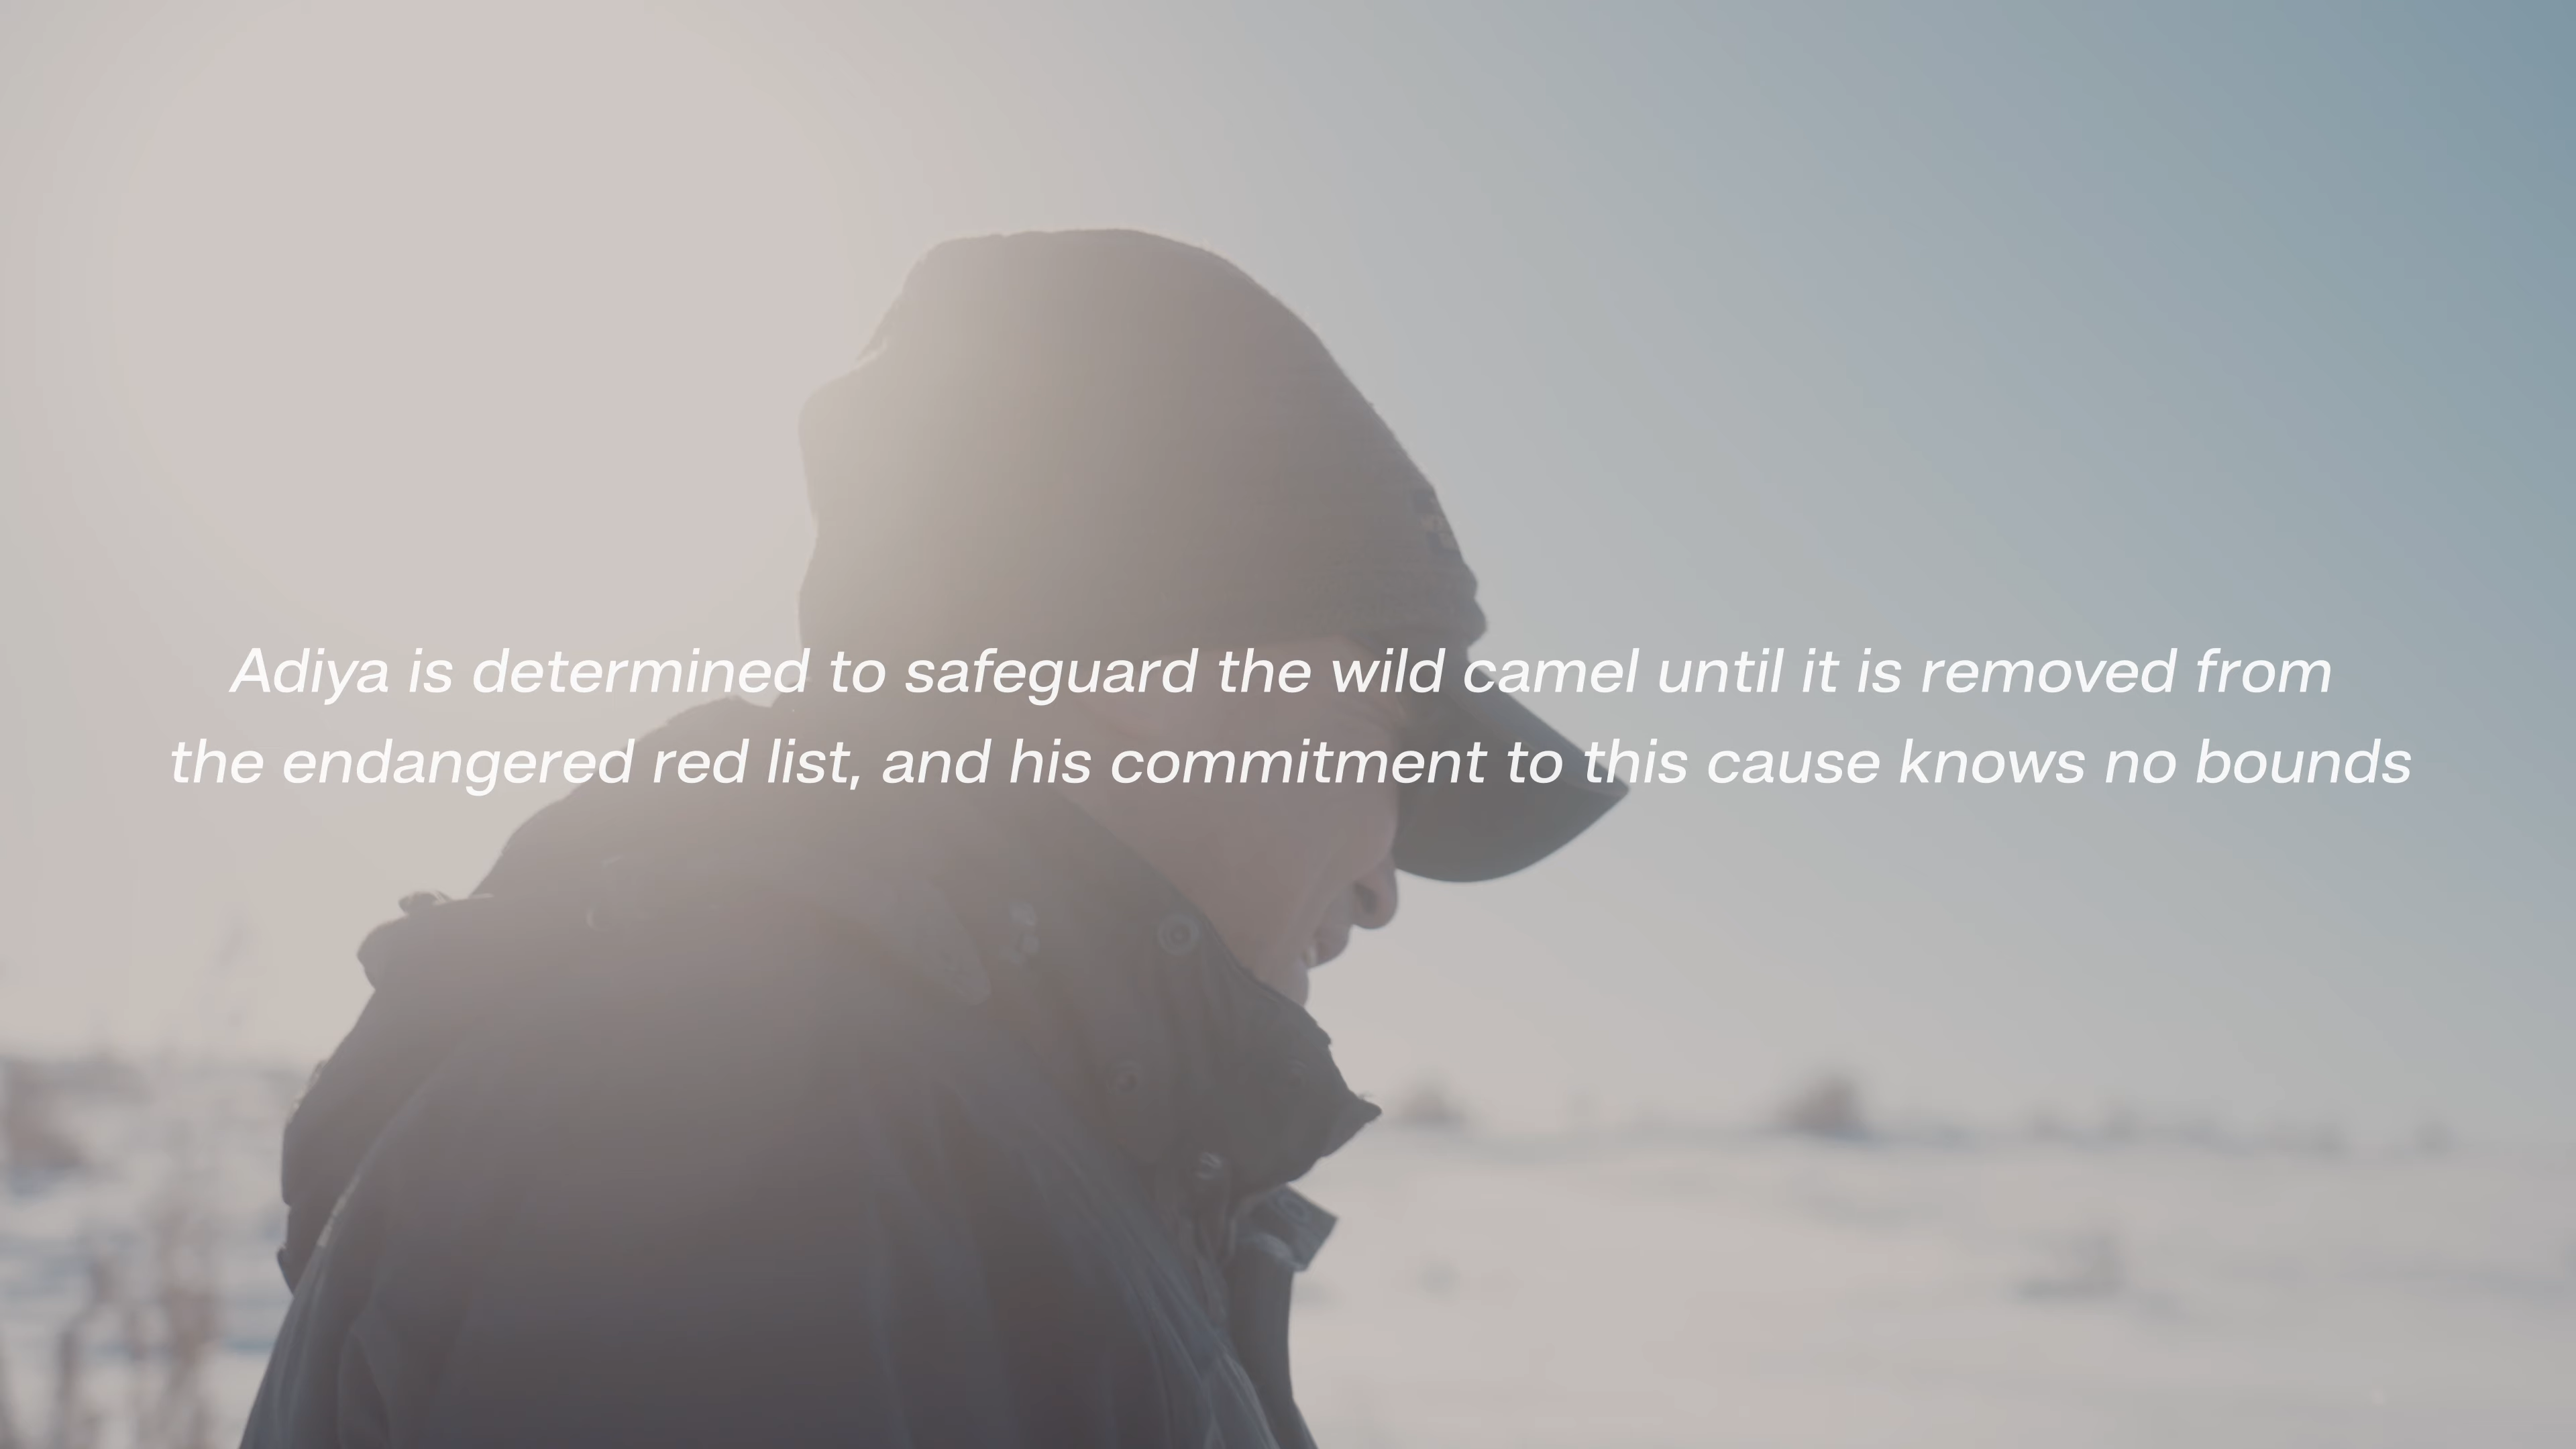 Adiya is determined to safeguard the wild camel until it is removed from
the endangered red list, and his commitment to this cause knows no bounds